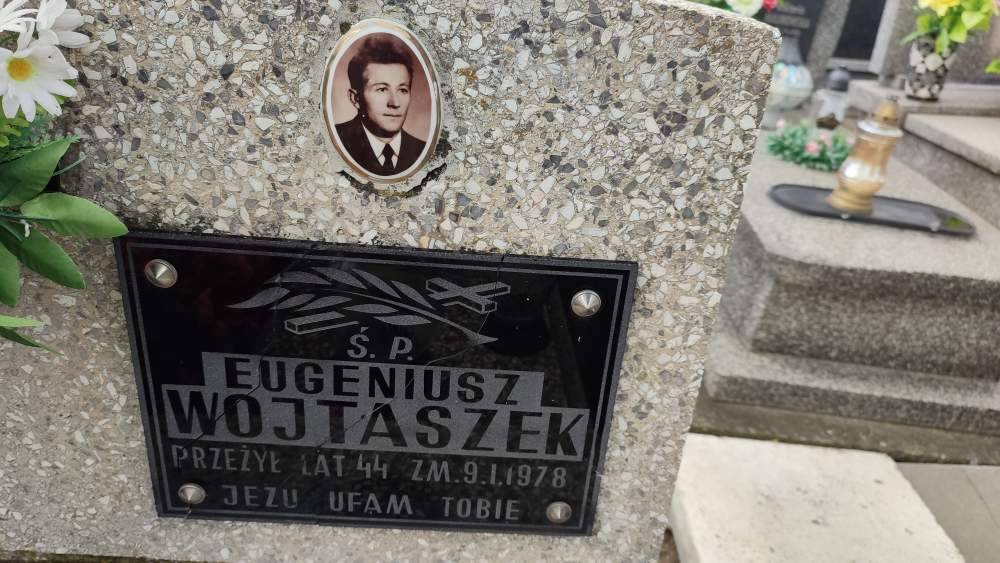 Ś. P.
EUGENIUSZ
WOJTASZEK
PRZEŻYŁ LAT 44 ZM. 9.I.1978
JEZU UFAM TOBIE